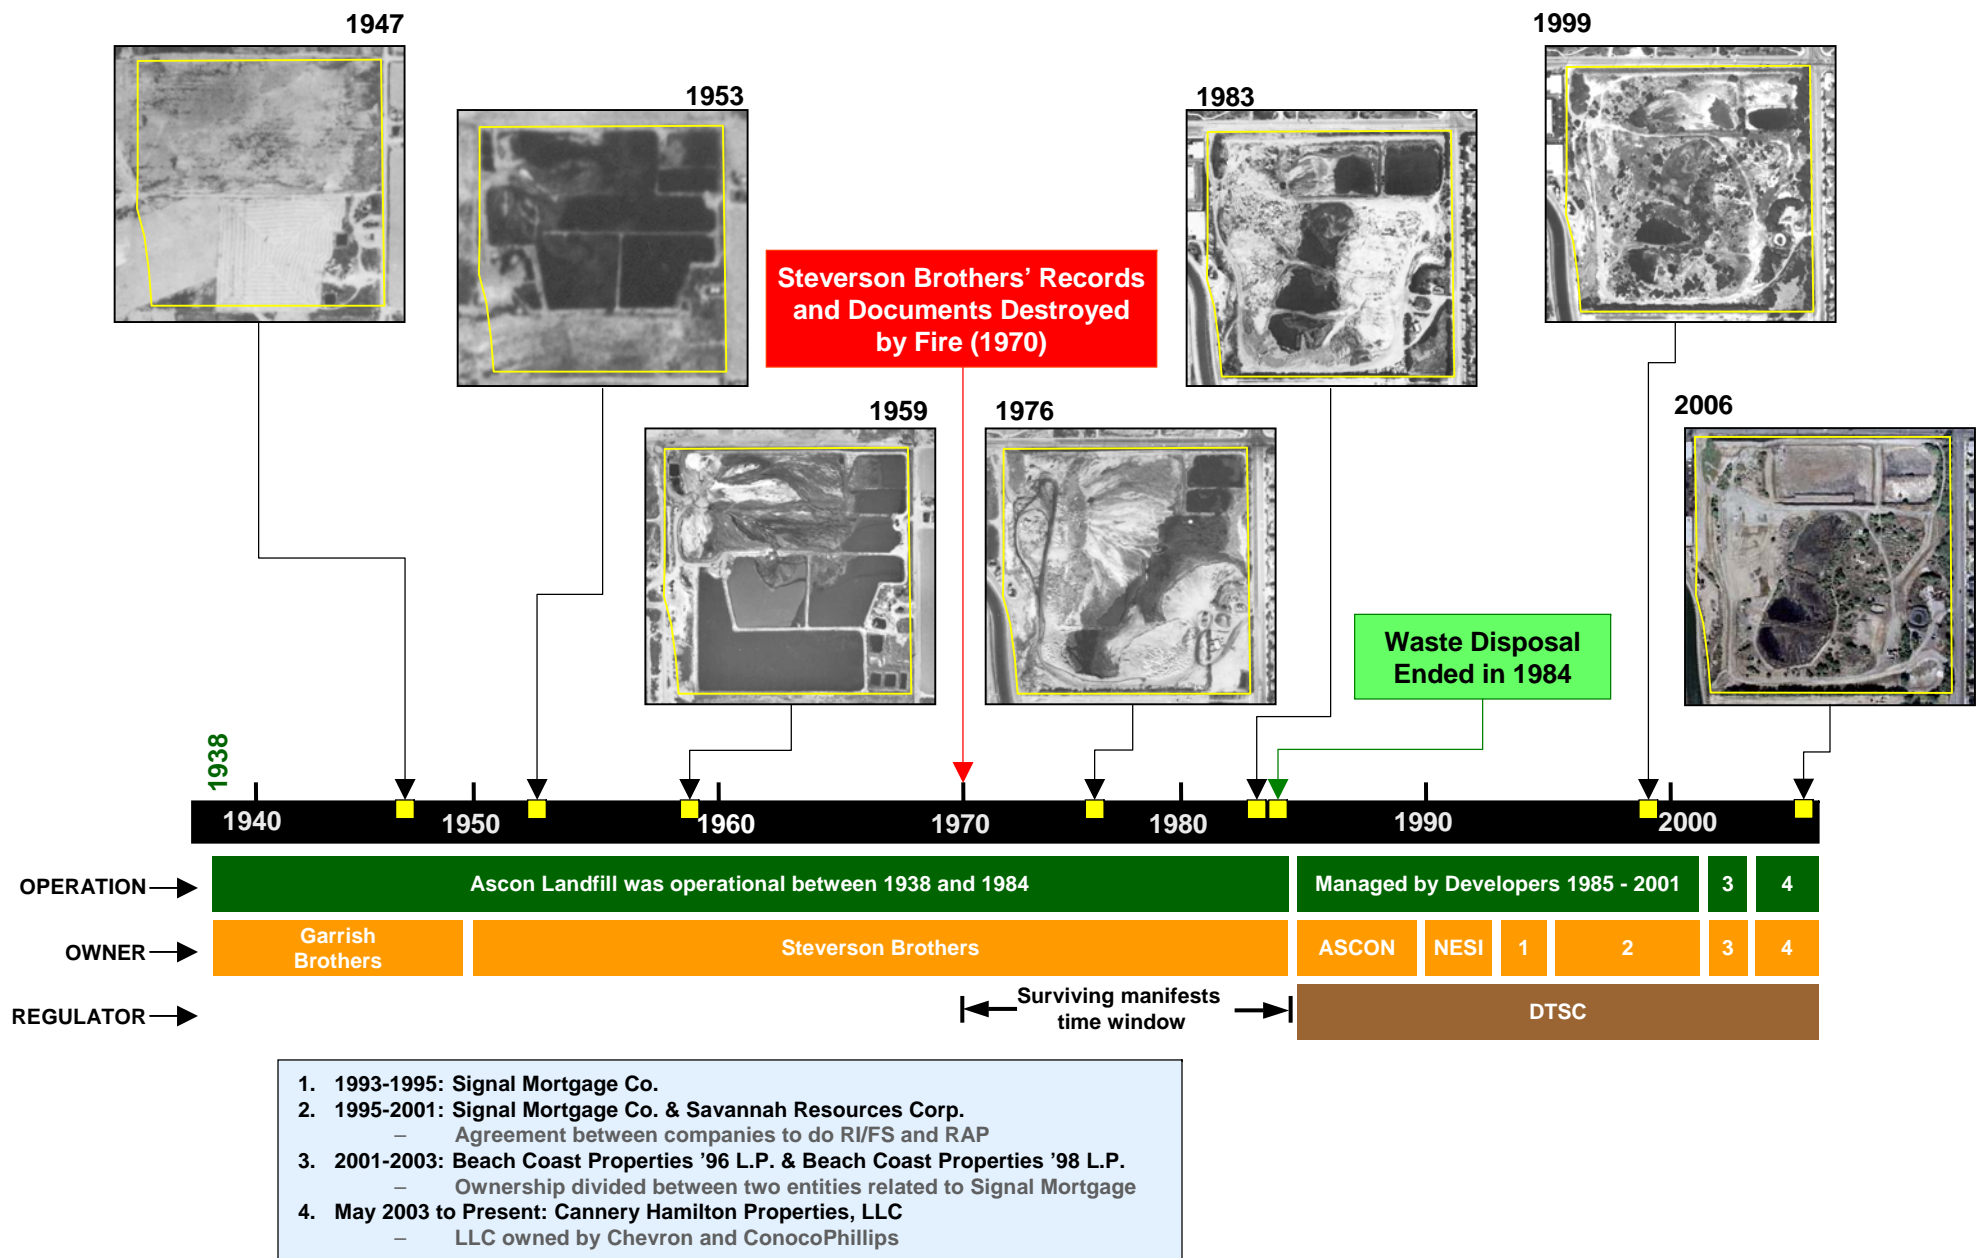 1947
1953
1983
1999
Steverson Brothers’ Records
and Documents Destroyed
by Fire (1970)
1959
1976
2006
Waste Disposal
Ended in 1984
1938
1940
1950
1960
1970
1980
1990
2000
OPERATION
Ascon Landfill was operational between 1938 and 1984
Managed by Developers 1985 - 2001
3
4
OWNER
Garrish
Brothers
Steverson Brothers
ASCON
NESI
1
2
3
4
REGULATOR
Surviving manifests
time window
DTSC
1. 1993-1995: Signal Mortgage Co.
2. 1995-2001: Signal Mortgage Co. & Savannah Resources Corp.
– Agreement between companies to do RI/FS and RAP
3. 2001-2003: Beach Coast Properties ’96 L.P. & Beach Coast Properties ’98 L.P.
– Ownership divided between two entities related to Signal Mortgage
4. May 2003 to Present: Cannery Hamilton Properties, LLC
– LLC owned by Chevron and ConocoPhillips